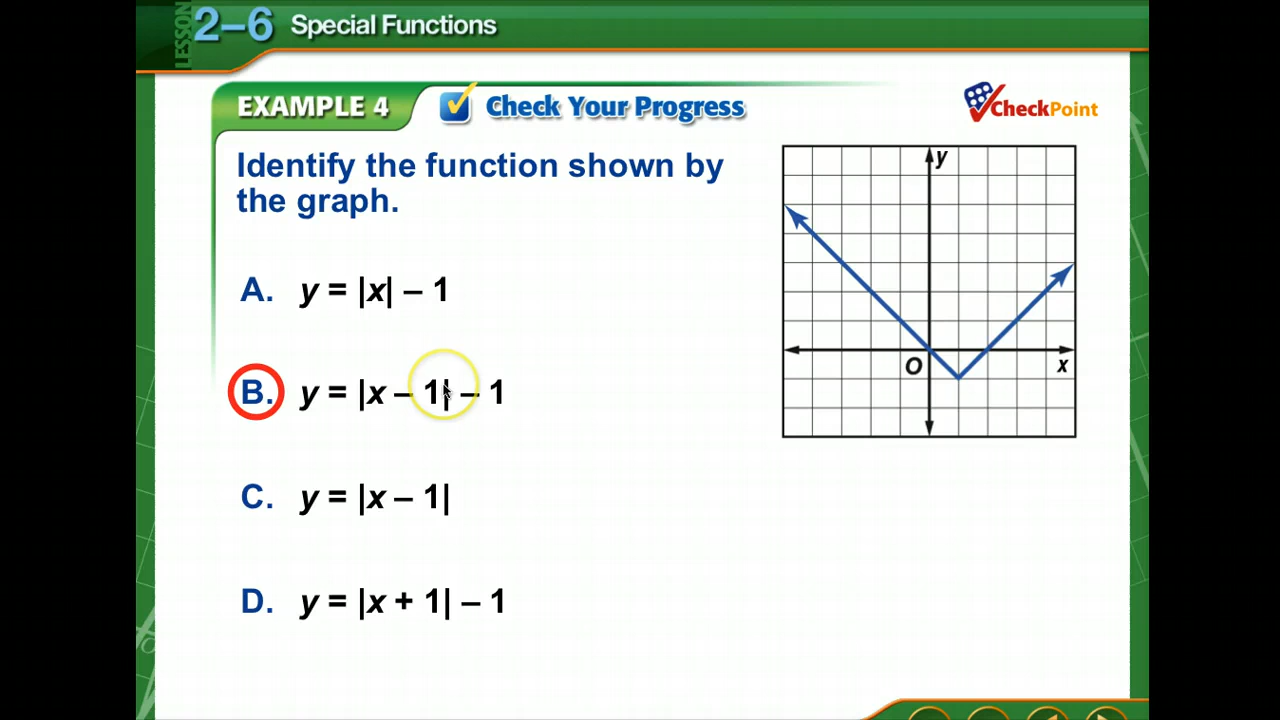 LESSON 2–6 Special Functions
EXAMPLE 4 Check Your Progress
CheckPoint
Identify the function shown by
the graph.
A. y = |x| – 1
B. y = |x – 1| – 1
C. y = |x – 1|
D. y = |x + 1| – 1
y
O
x